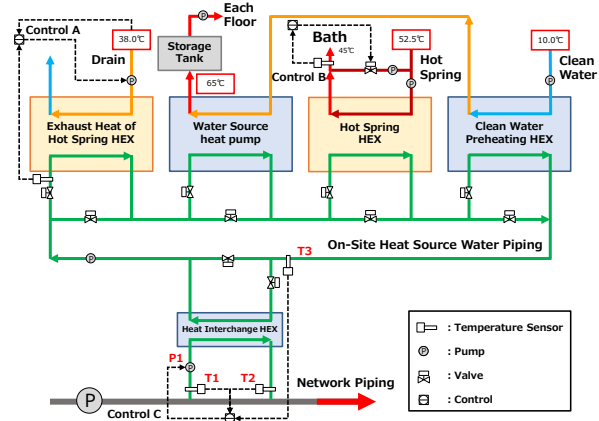 Control A
38.0℃
Drain
P
Exhaust Heat of
Hot Spring HEX
P
Each
Floor
Storage
Tank
65℃
Water Source
heat pump
Control B
Bath
45℃
P
52.5℃
Hot
Spring
P
Hot Spring
HEX
10.0℃
Clean
Water
P
Clean Water
Preheating HEX
On-Site Heat Source Water Piping
P
T3
Heat Interchange HEX
P1
P
T1
T2
P
Control C
Network Piping
: Temperature Sensor
P
: Pump
: Valve
: Control